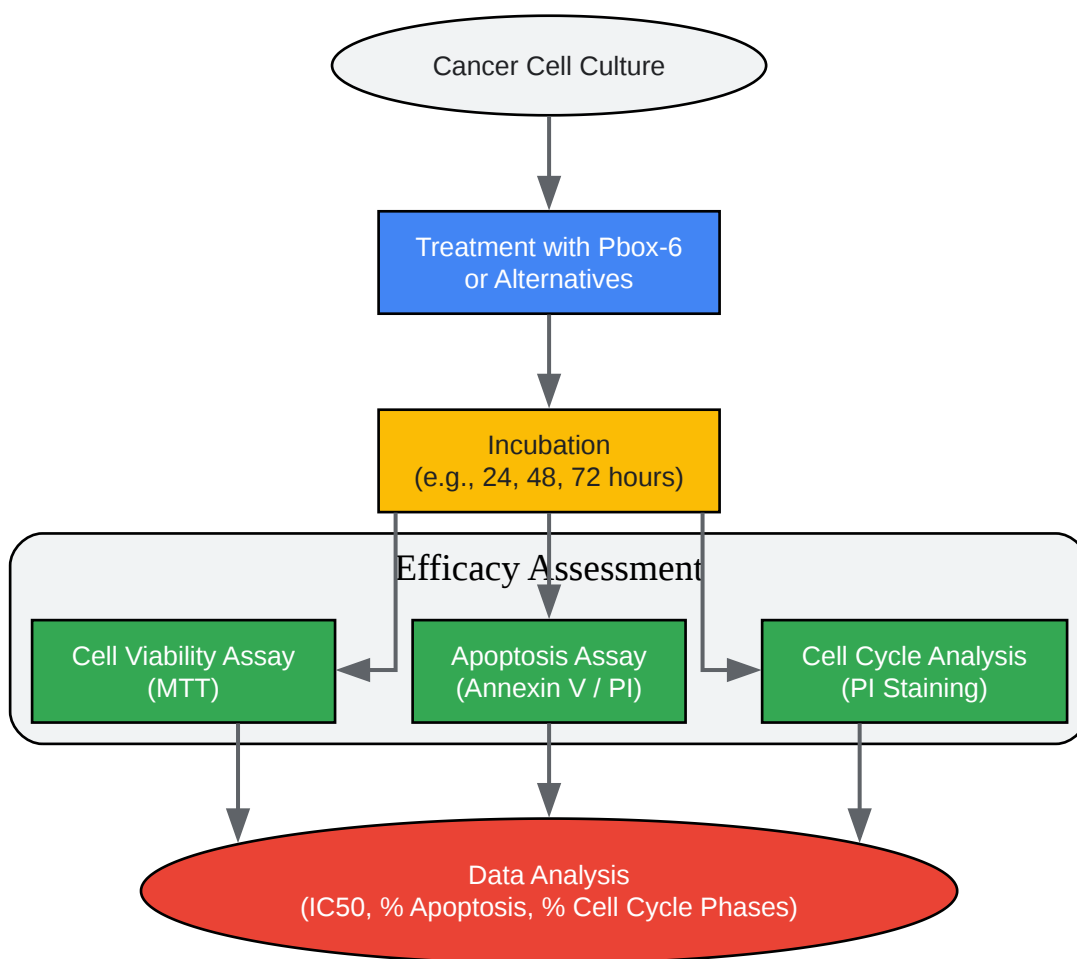 Cancer Cell Culture
Treatment with Pbox-6
or Alternatives
Incubation
(e.g., 24, 48, 72 hours)
Efficacy Assessment
Cell Viability Assay
(MTT)
Apoptosis Assay
(Annexin V / PI)
Cell Cycle Analysis
(PI Staining)
Data Analysis
(IC50, % Apoptosis, % Cell Cycle Phases)